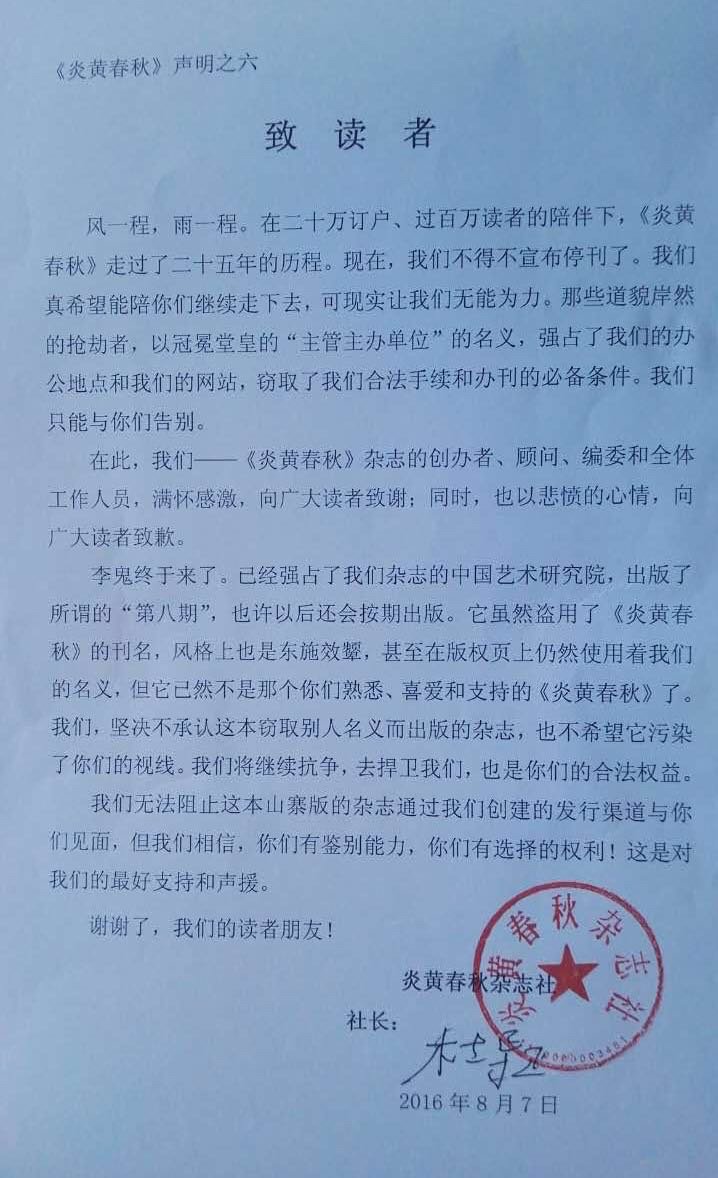 《炎黄春秋》声明之六
致 读 者
风一程，雨一程。在二十万订户、过百万读者的陪伴下，《炎黄
春秋》走过了二十五年的历程。现在，我们不得不宣布停刊了。我们
真希望能陪你们继续走下去，可现实让我们无能为力。那些道貌岸然
的抢劫者，以冠冕堂皇的“主管主办单位”的名义，强占了我们的办
公地点和我们的网站，窃取了我们合法手续和办刊的必备条件。我们
只能与你们告别。
在此，我们——《炎黄春秋》杂志的创办者、顾问、编委和全体
工作人员，满怀感激，向广大读者致谢；同时，也以悲愤的心情，向
广大读者致歉。
李鬼终于来了。已经强占了我们杂志的中国艺术研究院，出版了
所谓的“第八期”，也许以后还会按期出版。它虽然盗用了《炎黄春
秋》的刊名，风格上也是东施效颦，甚至在版权页上仍然使用着我们
的名义，但它已然不是那个你们熟悉、喜爱和支持的《炎黄春秋》了。
我们，坚决不承认这本窃取别人名义而出版的杂志，也不希望它污染
了你们的视线。我们将继续抗争，去捍卫我们，也是你们的合法权益。
我们无法阻止这本山寨版的杂志通过我们创建的发行渠道与你
们见面，但我们相信，你们有鉴别能力，你们有选择的权利！这是对
我们的最好支持和声援。
谢谢了，我们的读者朋友！
炎黄春秋杂志社
社长：
2016 年 8 月 7 日
炎黄春秋杂志社